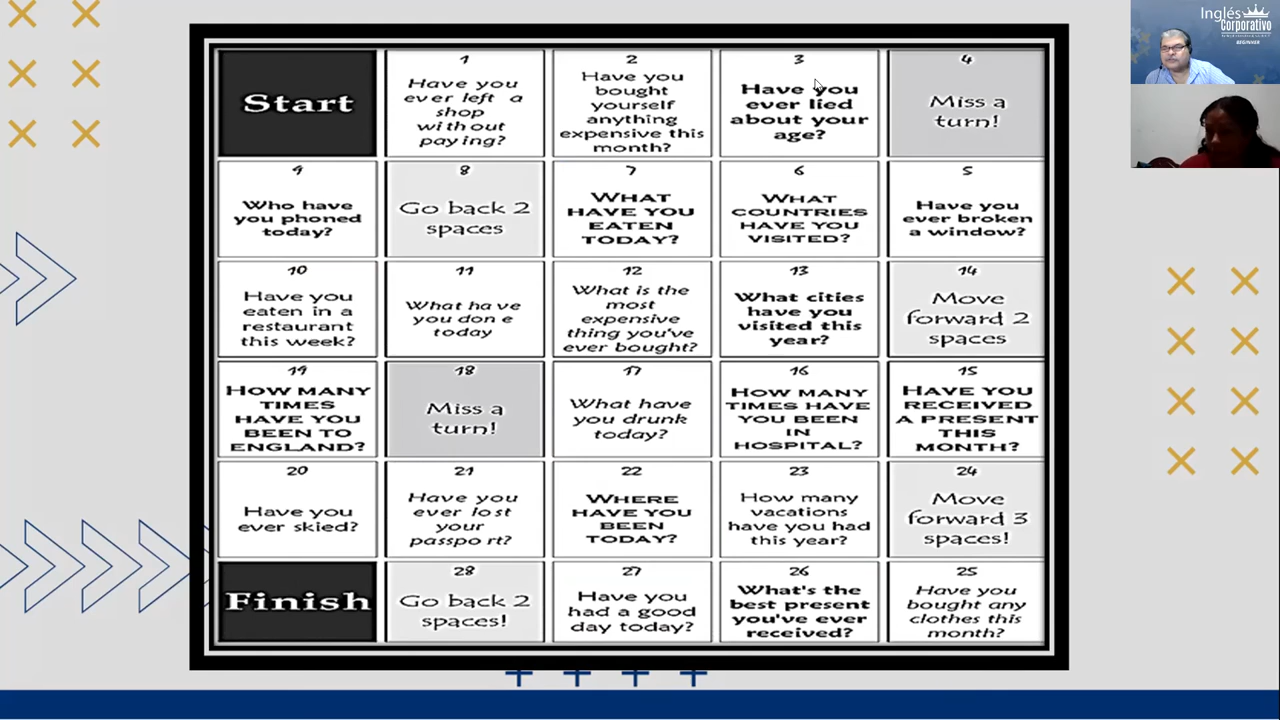 Start
1
Have you
ever left a
shop
without
paying?
2
Have you
bought
yourself
anything
expensive this
month?
3
Have you
ever lied
about your
age?
4
Miss a
turn!
9
Who have
you phoned
today?
8
Go back 2
spaces
7
WHAT
HAVE YOU
EATEN
TODAY?
6
WHAT
COUNTRIES
HAVE YOU
VISITED?
5
Have you
ever broken
a window?
10
Have you
eaten in a
restaurant
this week?
11
What have
you done
today
12
What is the
most
expensive
thing you've
ever bought?
13
What cities
have you
visited this
year?
14
Move
forward 2
spaces
19
HOW MANY
TIMES
HAVE YOU
BEEN TO
ENGLAND?
18
Miss a
turn!
17
What have
you drunk
today?
16
HOW MANY
TIMES HAVE
YOU BEEN
IN
HOSPITAL?
15
HAVE YOU
RECEIVED
A PRESENT
THIS
MONTH?
20
Have you
ever skied?
21
Have you
ever lost
your
passport?
22
WHERE
HAVE YOU
BEEN
TODAY?
23
How many
vacations
have you had
this year?
24
Move
forward 3
spaces!
Finish
28
Go back 2
spaces!
27
Have you
had a good
day today?
26
What's the
best present
you've ever
received?
25
Have you
bought any
clothes this
month?
Inglés
Corporativo
BEGINNER